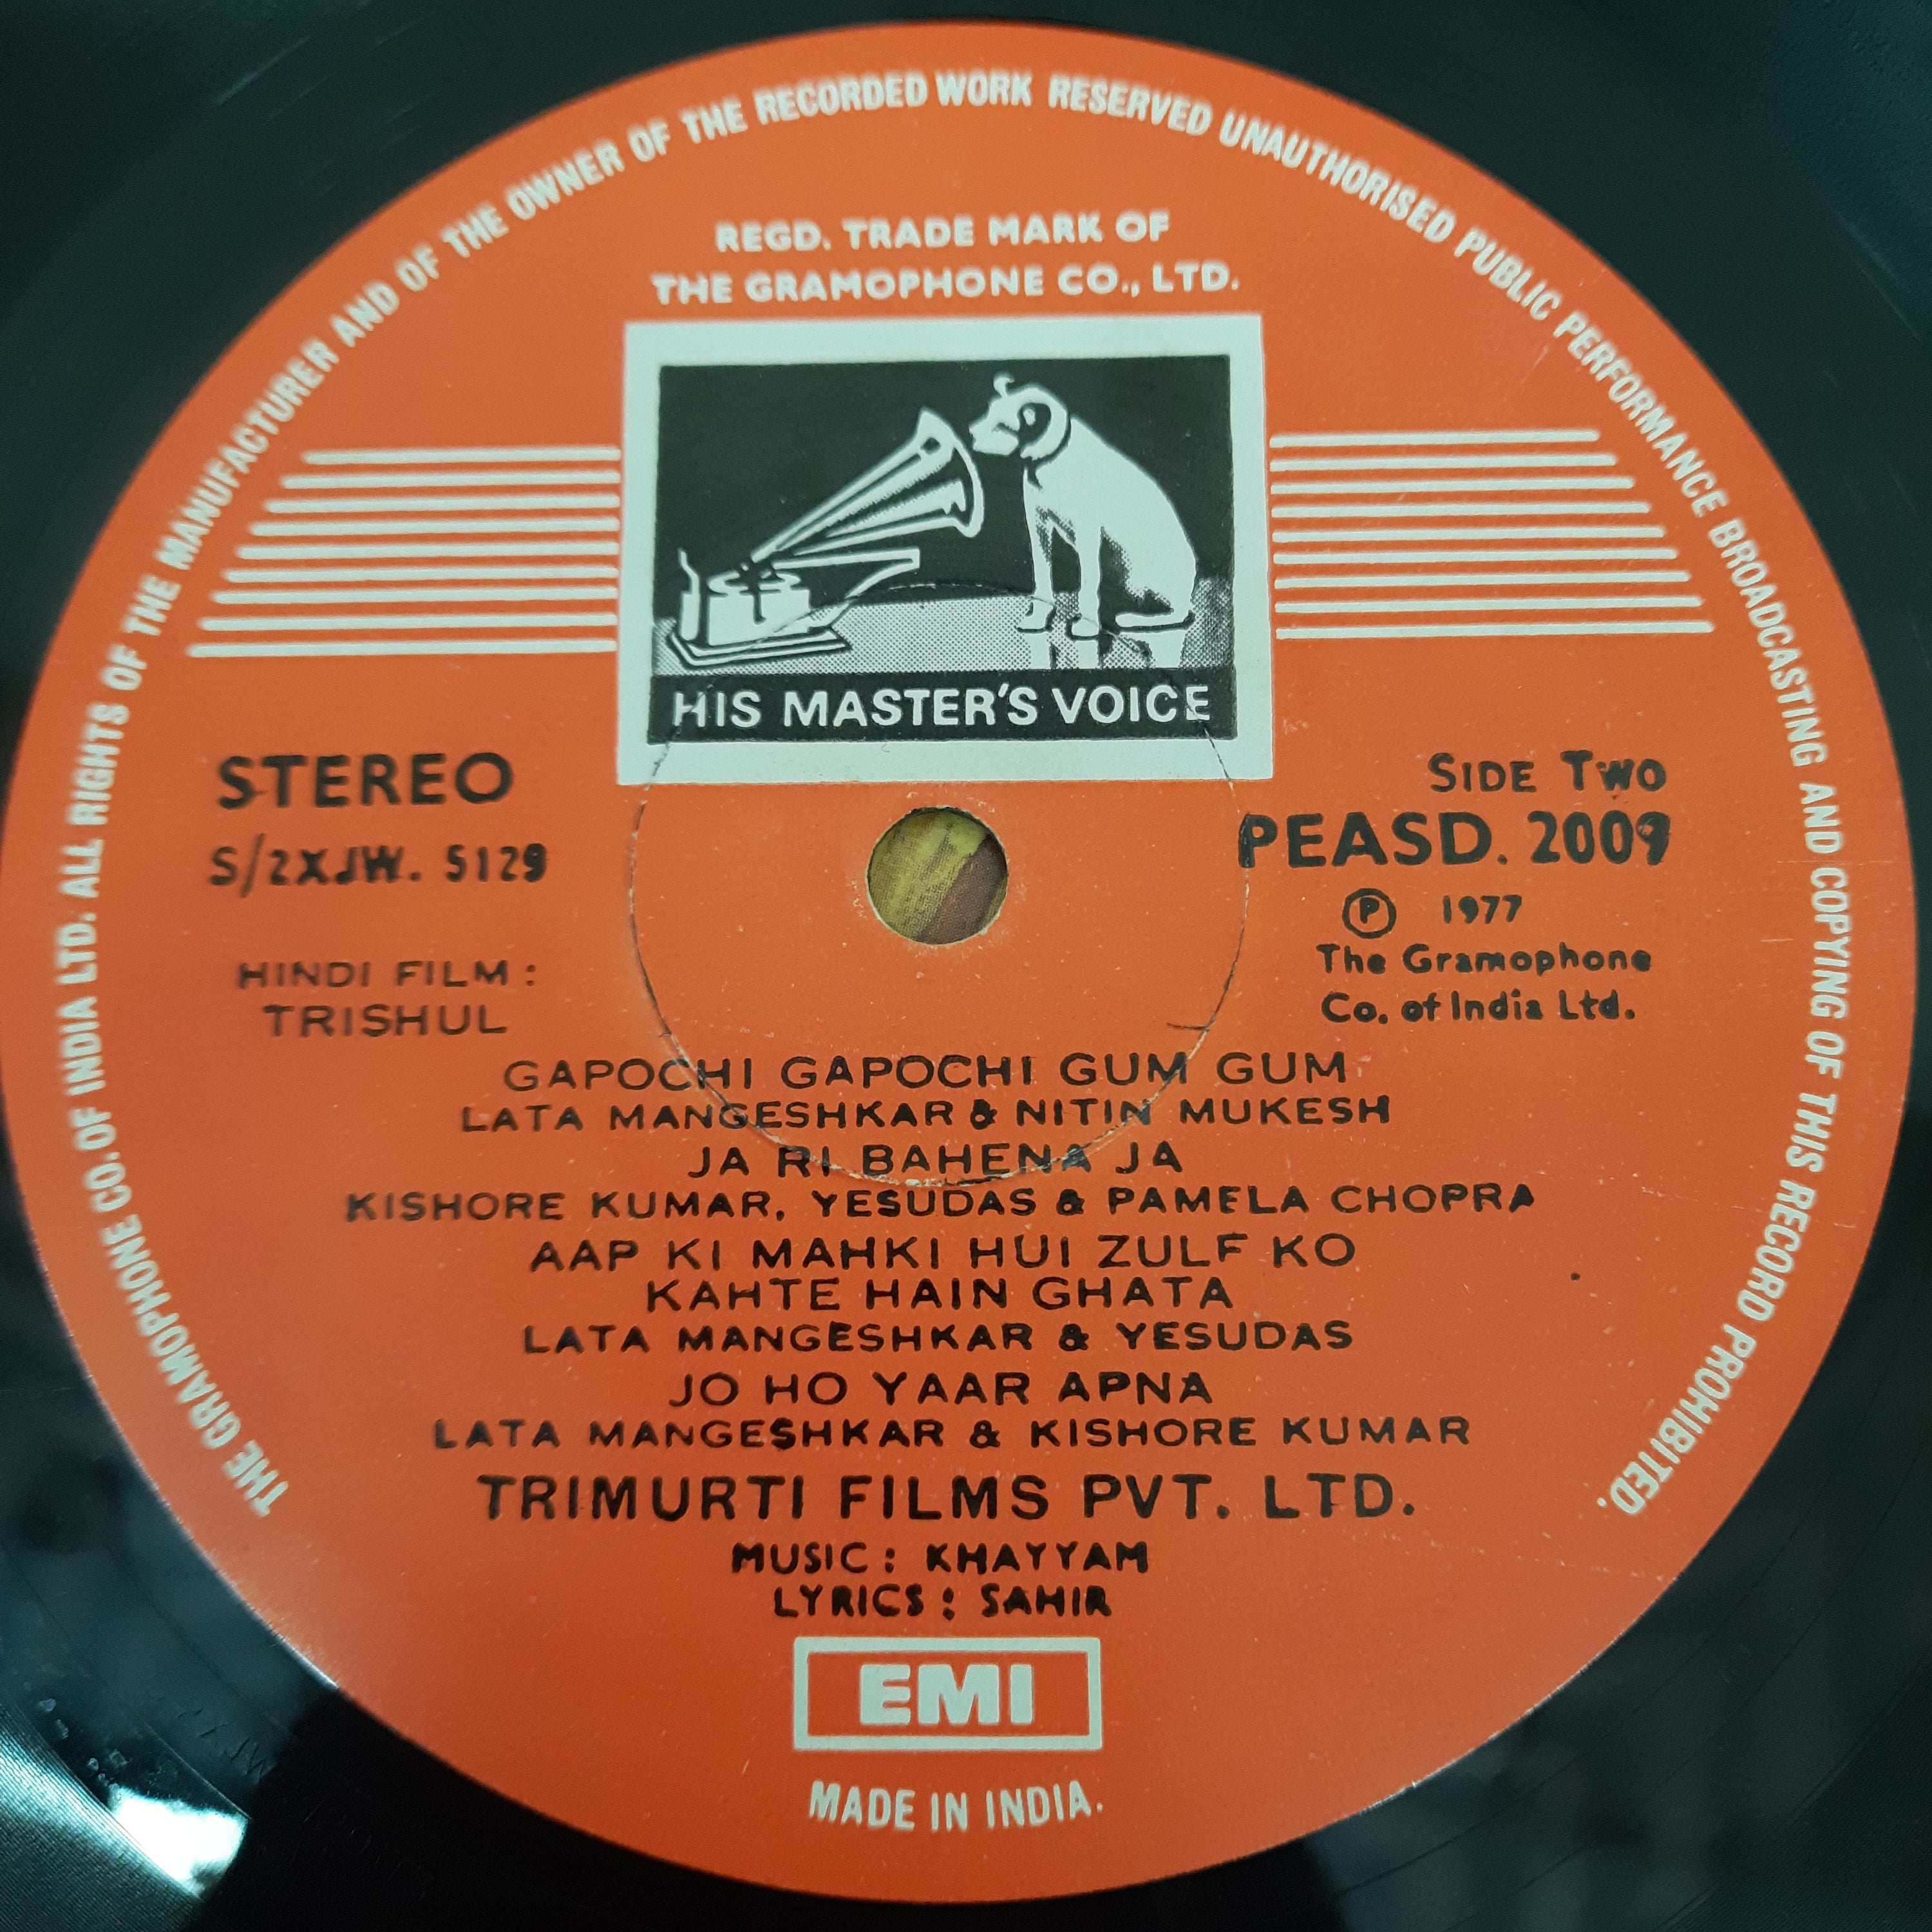 THE GRAMOPHONE CO. OF INDIA LTD. ALL RIGHTS OF THE MANUFACTURER AND OF THE OWNER OF THE RECORDED WORK RESERVED UNAUTHORISED PUBLIC PERFORMANCE BROADCASTING AND COPYING OF THIS RECORD PROHIBITED.
REGD. TRADE MARK OF
THE GRAMOPHONE CO., LTD.
HIS MASTER'S VOICE
STEREO
S/2XJW. 5129
SIDE TWO
PEASD. 2009
Ⓟ 1977
The Gramophone
Co. of India Ltd.
HINDI FILM :
TRISHUL
GAPOCHI GAPOCHI GUM GUM
LATA MANGESHKAR & NITIN MUKESH
JA RI BAHENA JA
KISHORE KUMAR, YESUDAS & PAMELA CHOPRA
AAP KI MAHKI HUI ZULF KO
KAHTE HAIN GHATA
LATA MANGESHKAR & YESUDAS
JO HO YAAR APNA
LATA MANGESHKAR & KISHORE KUMAR
TRIMURTI FILMS PVT. LTD.
MUSIC : KHAYYAM
LYRICS : SAHIR
EMI
MADE IN INDIA.